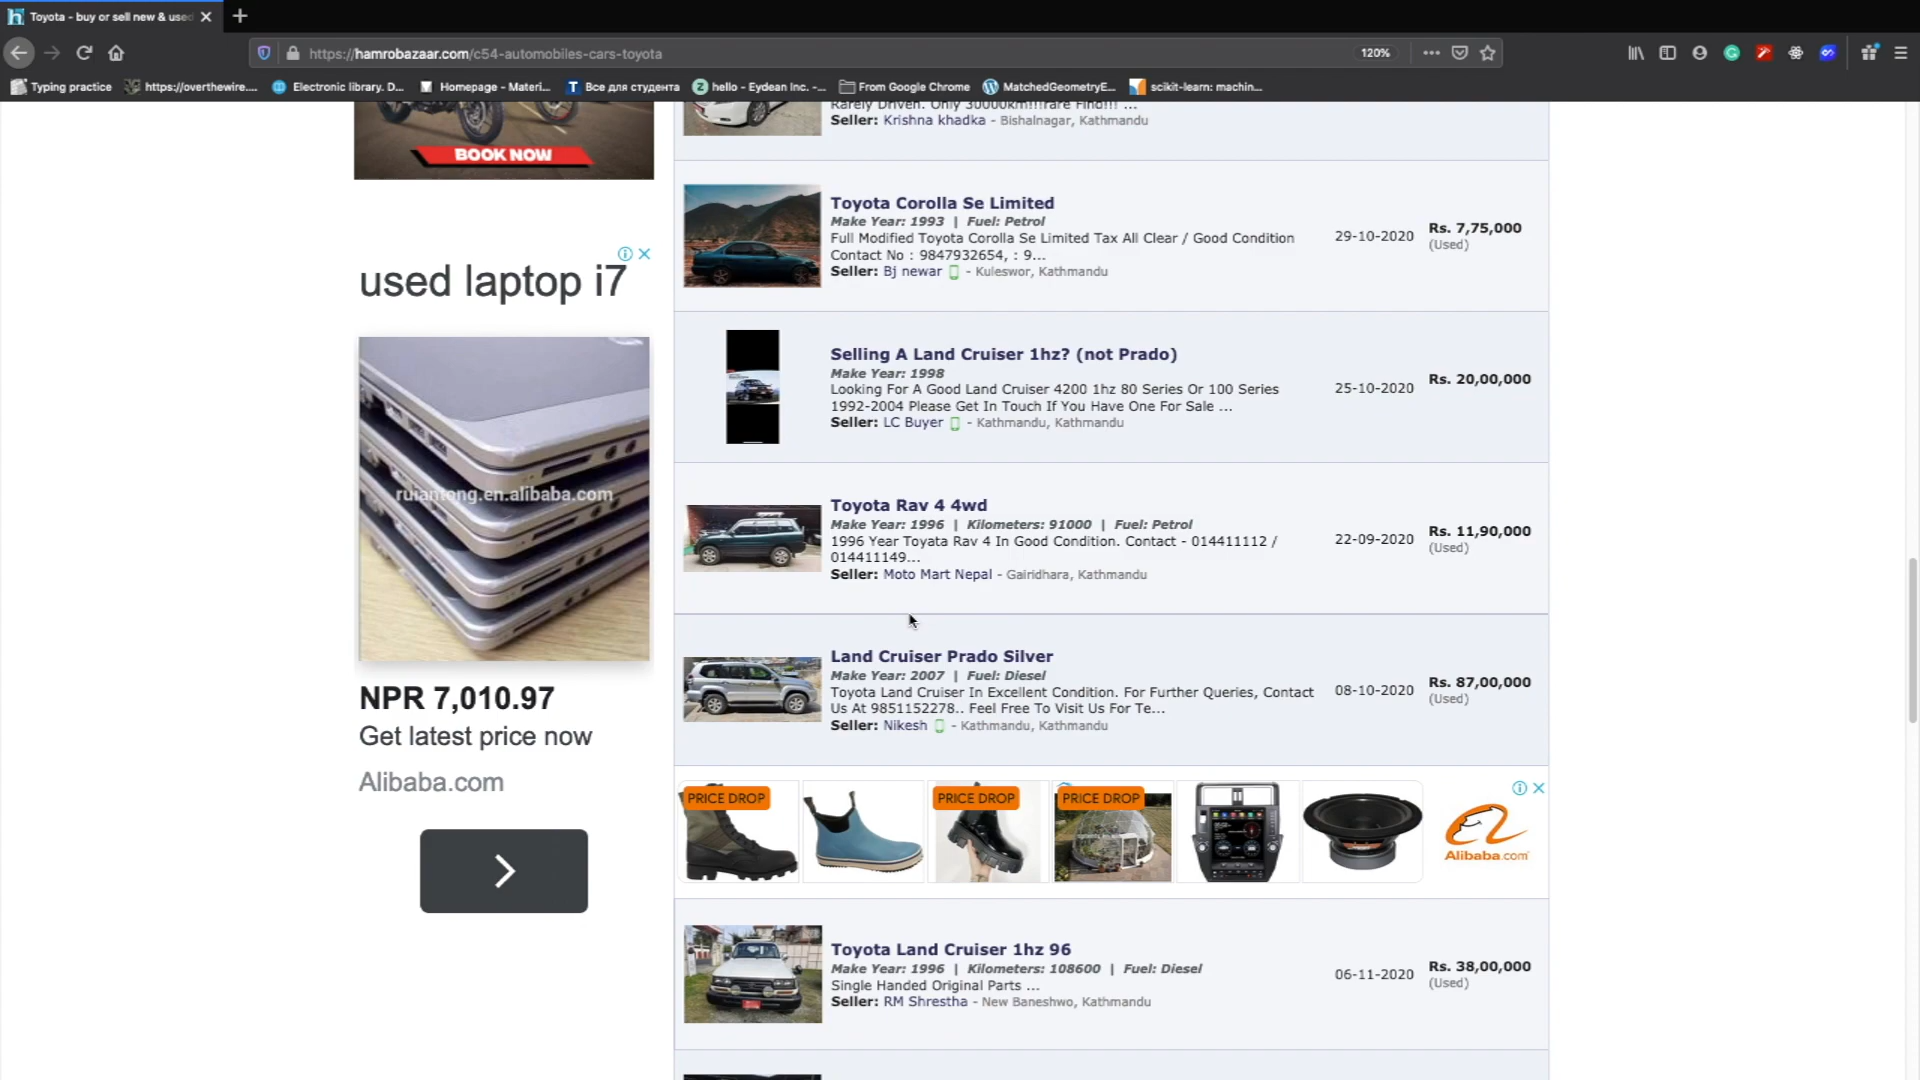 Toyota - buy or sell new & used
https://hamrobazaar.com/c54-automobiles-cars-toyota
120%
Typing practice
https://overthewire....
Electronic library. D...
Homepage - Materi...
Все для студента
hello - Eydean Inc. -...
From Google Chrome
MatchedGeometryE...
scikit-learn: machin...
BOOK NOW
used laptop i7
ruiantong.en.alibaba.com
NPR 7,010.97
Get latest price now
Alibaba.com
Rarely Driven. Only 30000km!!!rare Find!!! ...
Seller: Krishna khadka - Bishalnagar, Kathmandu
Toyota Corolla Se Limited
Make Year: 1993 | Fuel: Petrol
Full Modified Toyota Corolla Se Limited Tax All Clear / Good Condition
Contact No : 9847932654, : 9...
Seller: Bj newar - Kuleswor, Kathmandu
29-10-2020
Rs. 7,75,000
(Used)
Selling A Land Cruiser 1hz? (not Prado)
Make Year: 1998
Looking For A Good Land Cruiser 4200 1hz 80 Series Or 100 Series
1992-2004 Please Get In Touch If You Have One For Sale ...
Seller: LC Buyer - Kathmandu, Kathmandu
25-10-2020
Rs. 20,00,000
Toyota Rav 4 4wd
Make Year: 1996 | Kilometers: 91000 | Fuel: Petrol
1996 Year Toyata Rav 4 In Good Condition. Contact - 014411112 /
014411149...
Seller: Moto Mart Nepal - Gairidhara, Kathmandu
22-09-2020
Rs. 11,90,000
(Used)
Land Cruiser Prado Silver
Make Year: 2007 | Fuel: Diesel
Toyota Land Cruiser In Excellent Condition. For Further Queries, Contact
Us At 9851152278.. Feel Free To Visit Us For Te...
Seller: Nikesh - Kathmandu, Kathmandu
08-10-2020
Rs. 87,00,000
(Used)
PRICE DROP
PRICE DROP
PRICE DROP
Alibaba.com
Toyota Land Cruiser 1hz 96
Make Year: 1996 | Kilometers: 108600 | Fuel: Diesel
Single Handed Original Parts ...
Seller: RM Shrestha - New Baneshwo, Kathmandu
06-11-2020
Rs. 38,00,000
(Used)